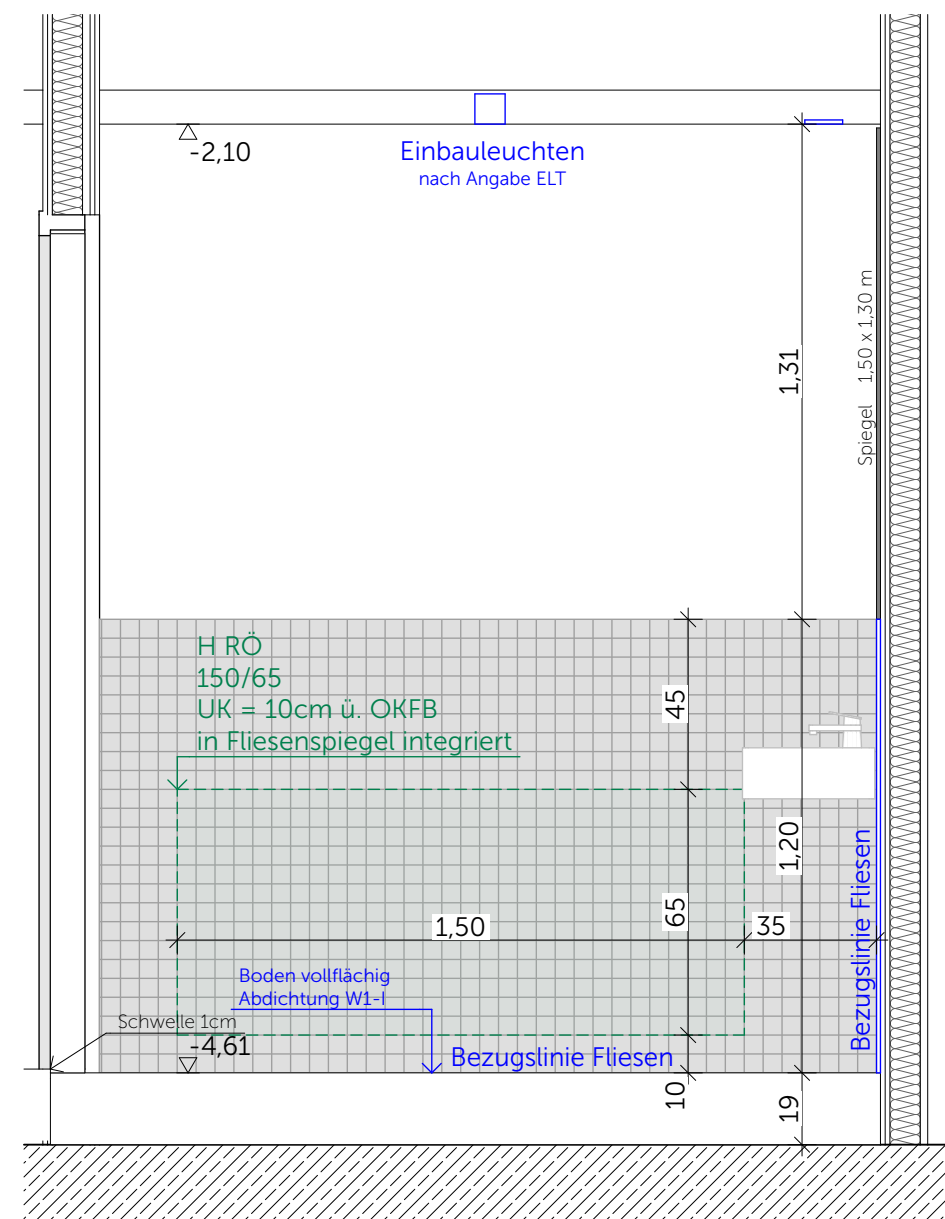 -2,10
Einbauleuchten
nach Angabe ELT
1,31
Spiegel 1,50 x 1,30 m
H RÖ
150/65
UK = 10cm ü. OKFB
in Fliesenspiegel integriert
45
1,20
65
1,50
35
Bezugslinie Fliesen
Boden vollflächig
Abdichtung W1-I
Schwelle 1cm
-4,61
Bezugslinie Fliesen
10
19